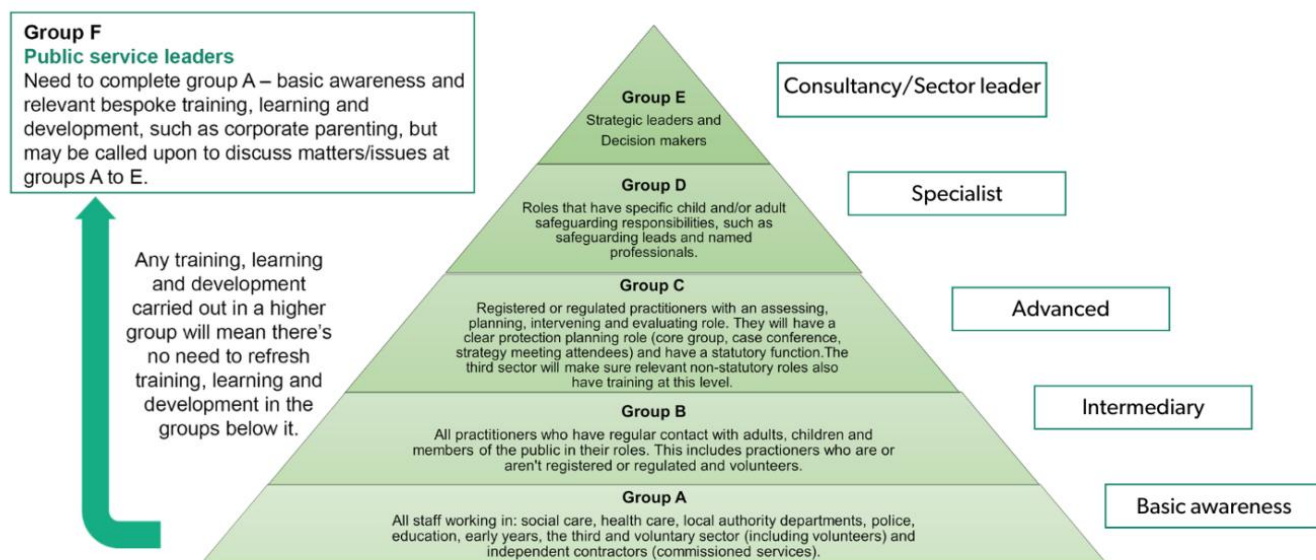 Group F
Public service leaders
Need to complete group A – basic awareness and
relevant bespoke training, learning and
development, such as corporate parenting, but
may be called upon to discuss matters/issues at
groups A to E.
Any training, learning
and development
carried out in a higher
group will mean there's
no need to refresh
training, learning and
development in the
groups below it.
Group E
Strategic leaders and
Decision makers
Consultancy/Sector leader
Group D
Roles that have specific child and/or adult
safeguarding responsibilities, such as
safeguarding leads and named
professionals.
Specialist
Group C
Registered or regulated practitioners with an assessing,
planning, intervening and evaluating role. They will have a
clear protection planning role (core group, case conference,
strategy meeting attendees) and have a statutory function.The
third sector will make sure relevant non-statutory roles also
have training at this level.
Advanced
Group B
All practitioners who have regular contact with adults, children and
members of the public in their roles. This includes practioners who are or
aren't registered or regulated and volunteers.
Intermediary
Group A
All staff working in: social care, health care, local authority departments, police,
education, early years, the third and voluntary sector (including volunteers) and
independent contractors (commissioned services).
Basic awareness